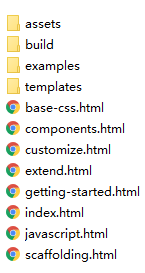 assets
build
examples
templates
base-css.html
components.html
customize.html
extend.html
getting-started.html
index.html
javascript.html
scaffolding.html